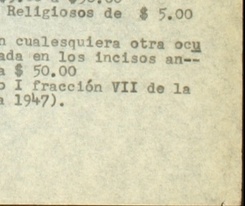 Religiosos de $ 5.00
n cualesquiera otra ocu
ada en los incisos an--
a $ 50.00
o I fracción VII de la
a 1947).